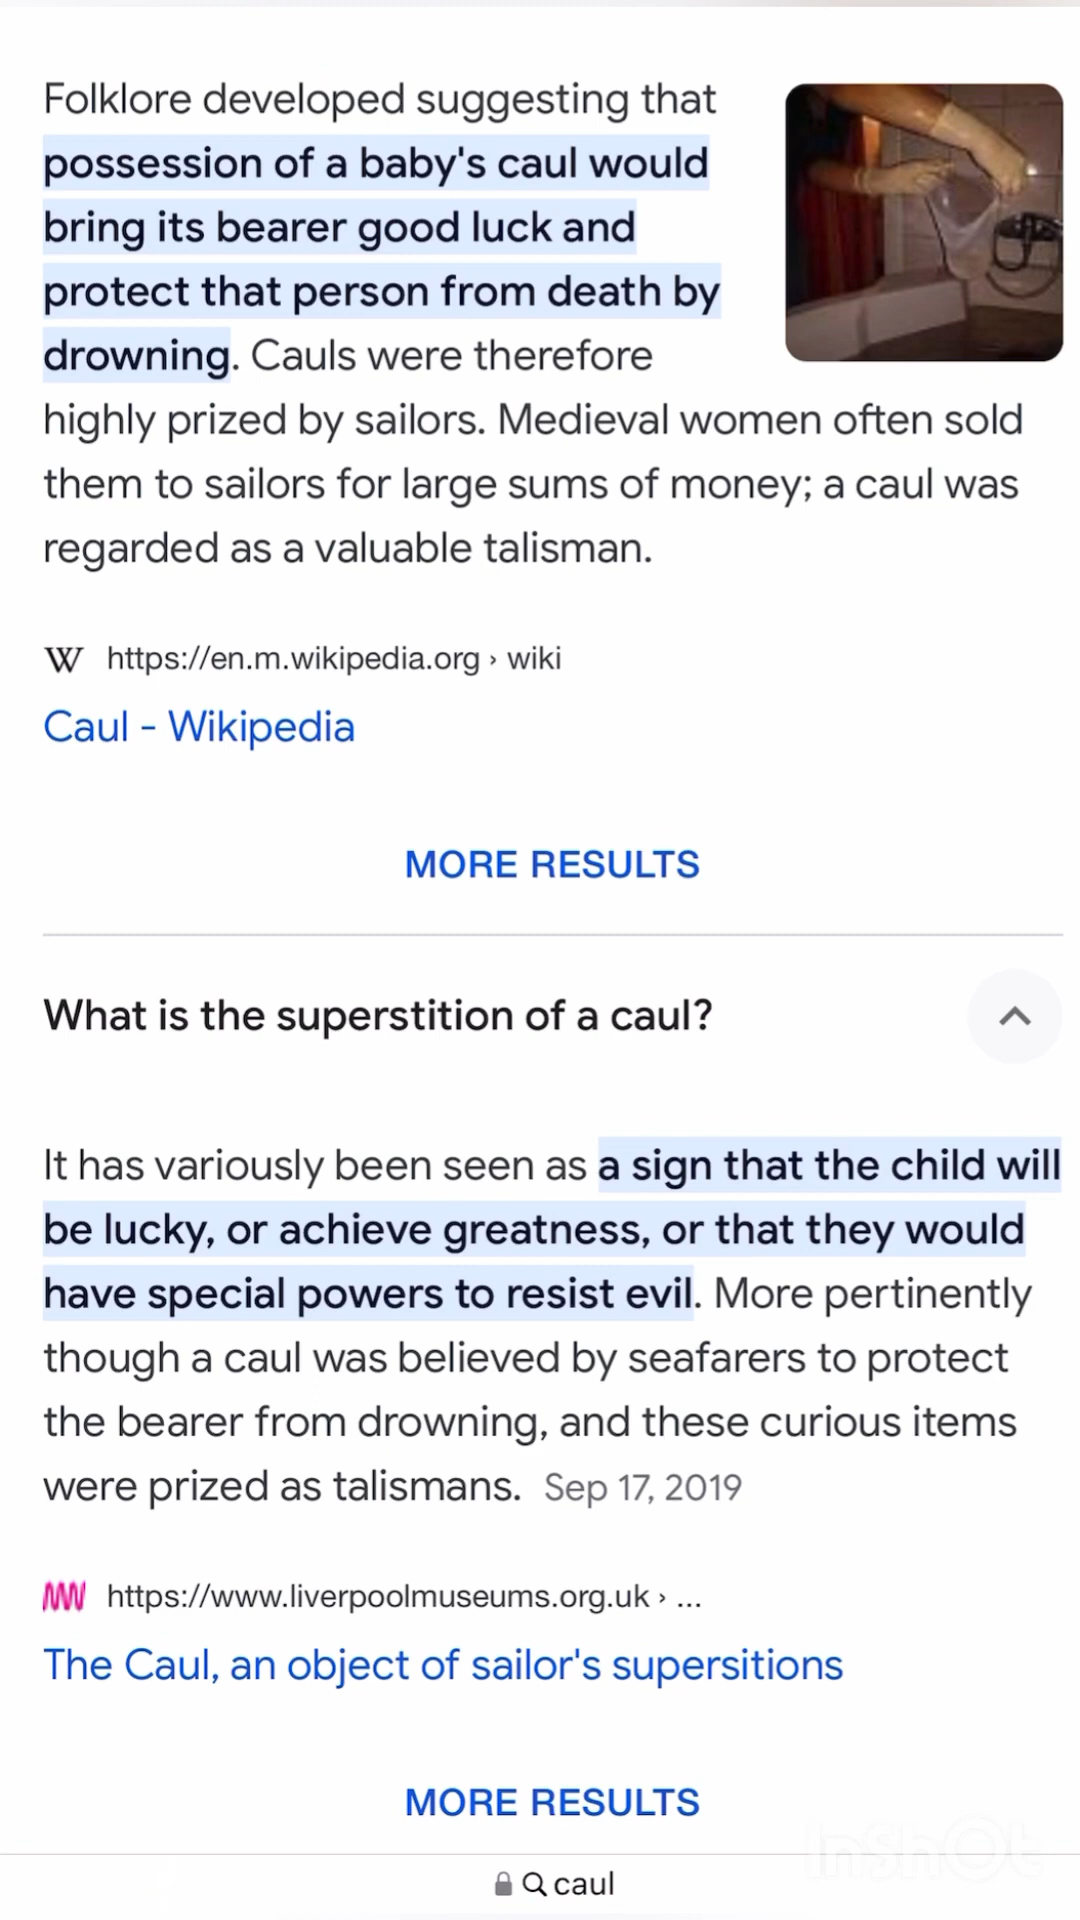 Folklore developed suggesting that
possession of a baby's caul would
bring its bearer good luck and
protect that person from death by
drowning. Cauls were therefore
highly prized by sailors. Medieval women often sold
them to sailors for large sums of money; a caul was
regarded as a valuable talisman.
W https://en.m.wikipedia.org › wiki
Caul - Wikipedia
MORE RESULTS
What is the superstition of a caul?
It has variously been seen as a sign that the child will
be lucky, or achieve greatness, or that they would
have special powers to resist evil. More pertinently
though a caul was believed by seafarers to protect
the bearer from drowning, and these curious items
were prized as talismans. Sep 17, 2019
https://www.liverpoolmuseums.org.uk › ...
The Caul, an object of sailor's supersitions
MORE RESULTS
InShOt
caul